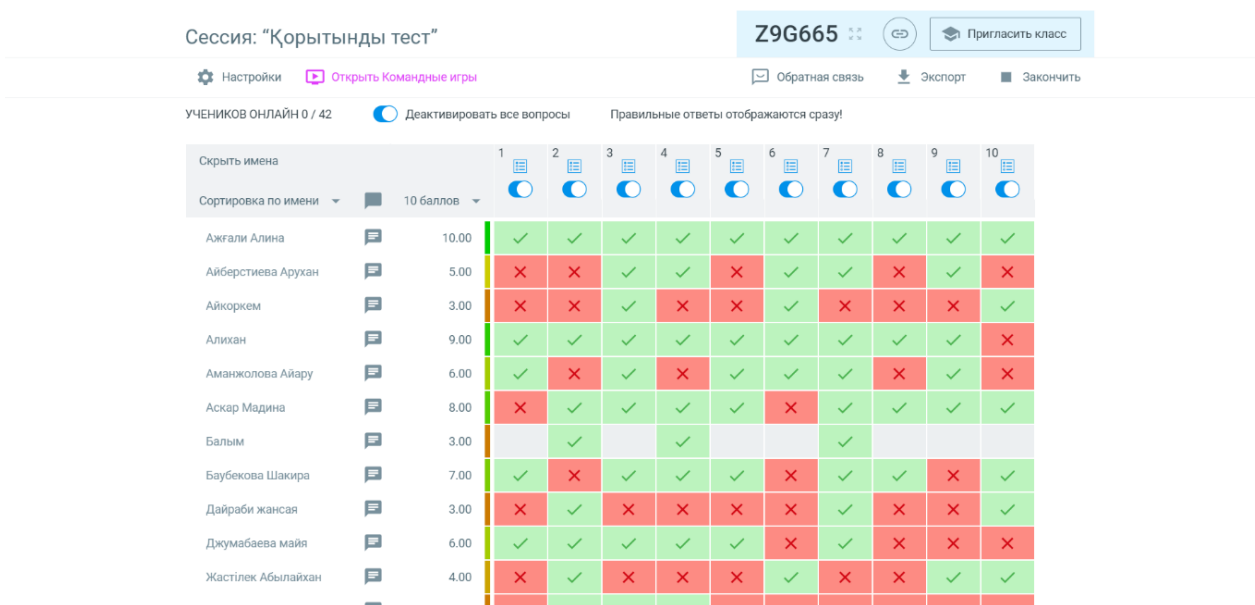 Сессия: “Қорытынды тест”
Z9G665
Пригласить класс
Настройки
Открыть Командные игры
Обратная связь
Экспорт
Закончить
УЧЕНИКОВ ОНЛАЙН 0 / 42
Деактивировать все вопросы
Правильные ответы отображаются сразу!
Скрыть имена
1 2 3 4 5 6 7 8 9 10
Сортировка по имени
10 баллов
Ажғали Алина 10.00
Айберстиева Арухан 5.00
Айкоркем 3.00
Алихан 9.00
Аманжолова Айару 6.00
Аскар Мадина 8.00
Балым 3.00
Баубекова Шакира 7.00
Дайраби жансая 3.00
Джумабаева майя 6.00
Жастілек Абылайхан 4.00